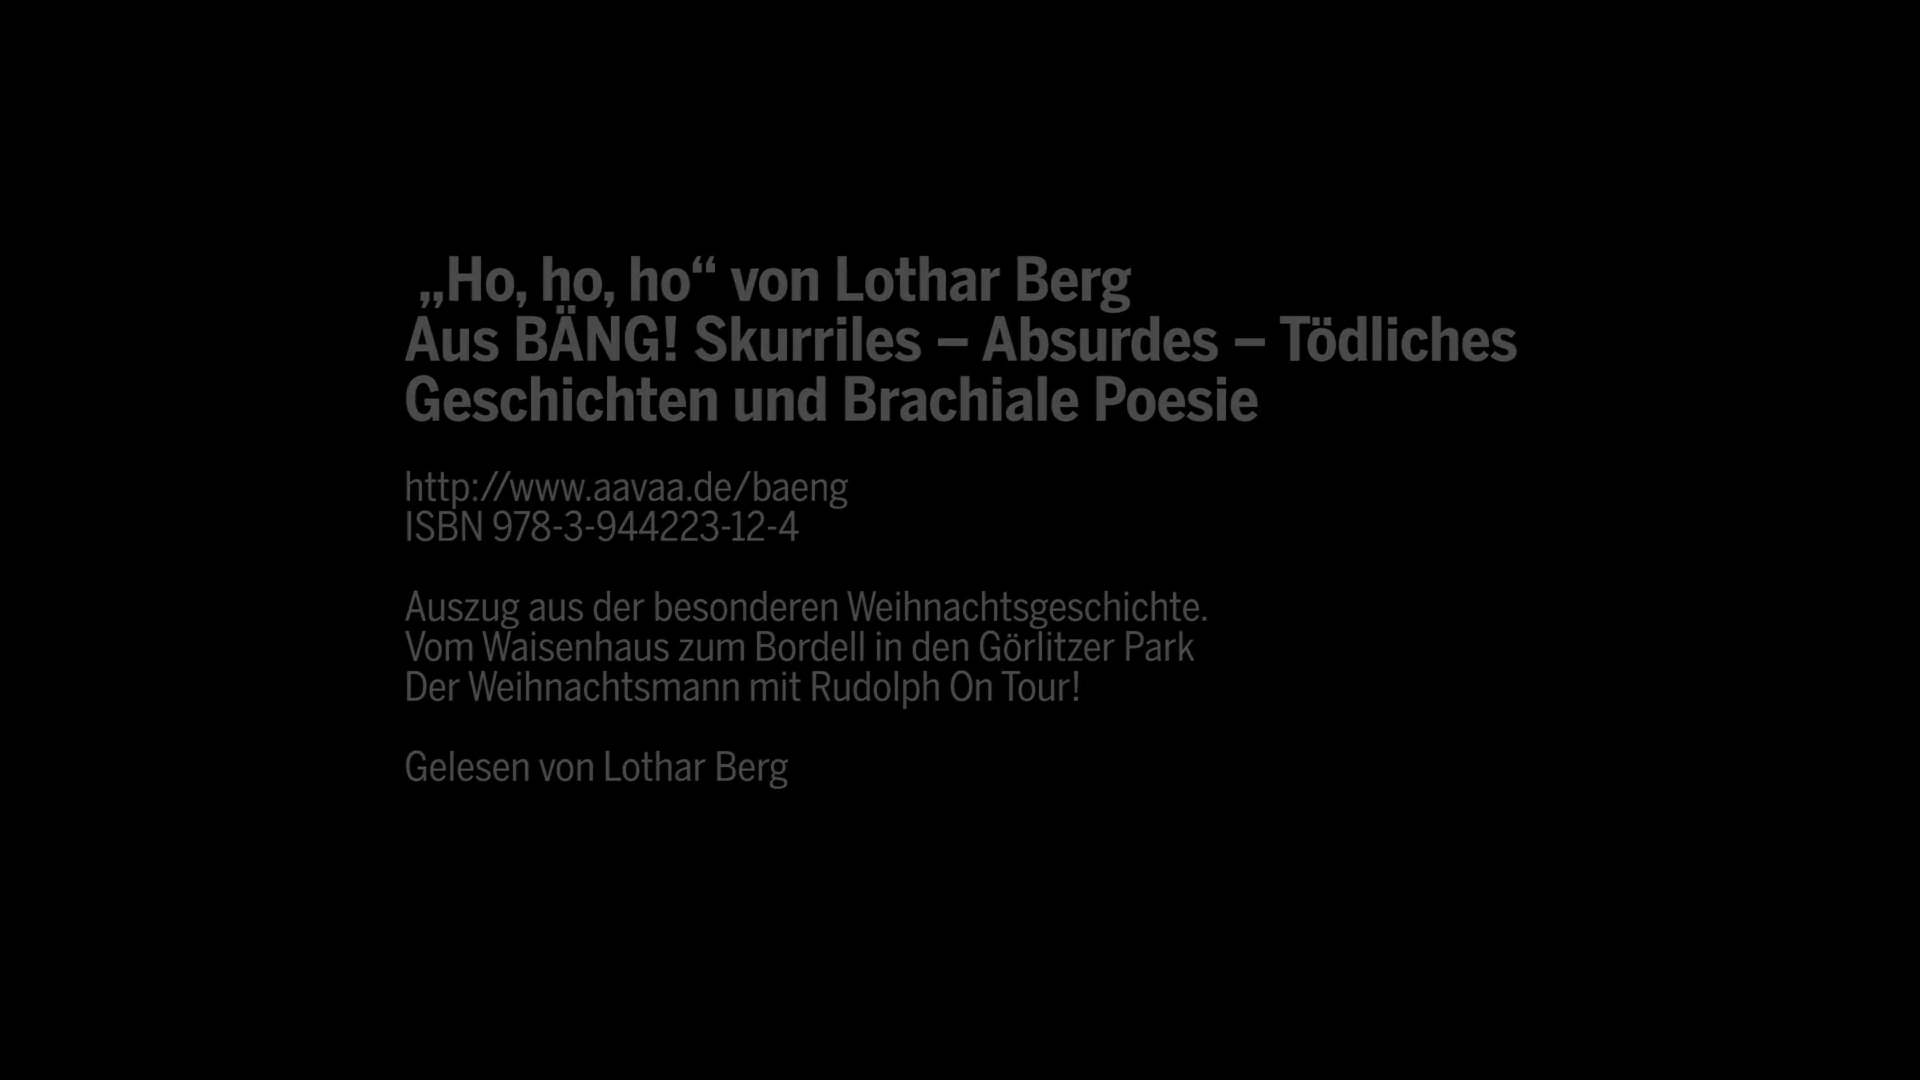 „Ho, ho, ho“ von Lothar Berg
Aus BÄNG! Skurriles – Absurdes – Tödliches
Geschichten und Brachiale Poesie
http://www.aavaa.de/baeng
ISBN 978-3-944223-12-4
Auszug aus der besonderen Weihnachtsgeschichte.
Vom Waisenhaus zum Bordell in den Görlitzer Park
Der Weihnachtsmann mit Rudolph On Tour!
Gelesen von Lothar Berg